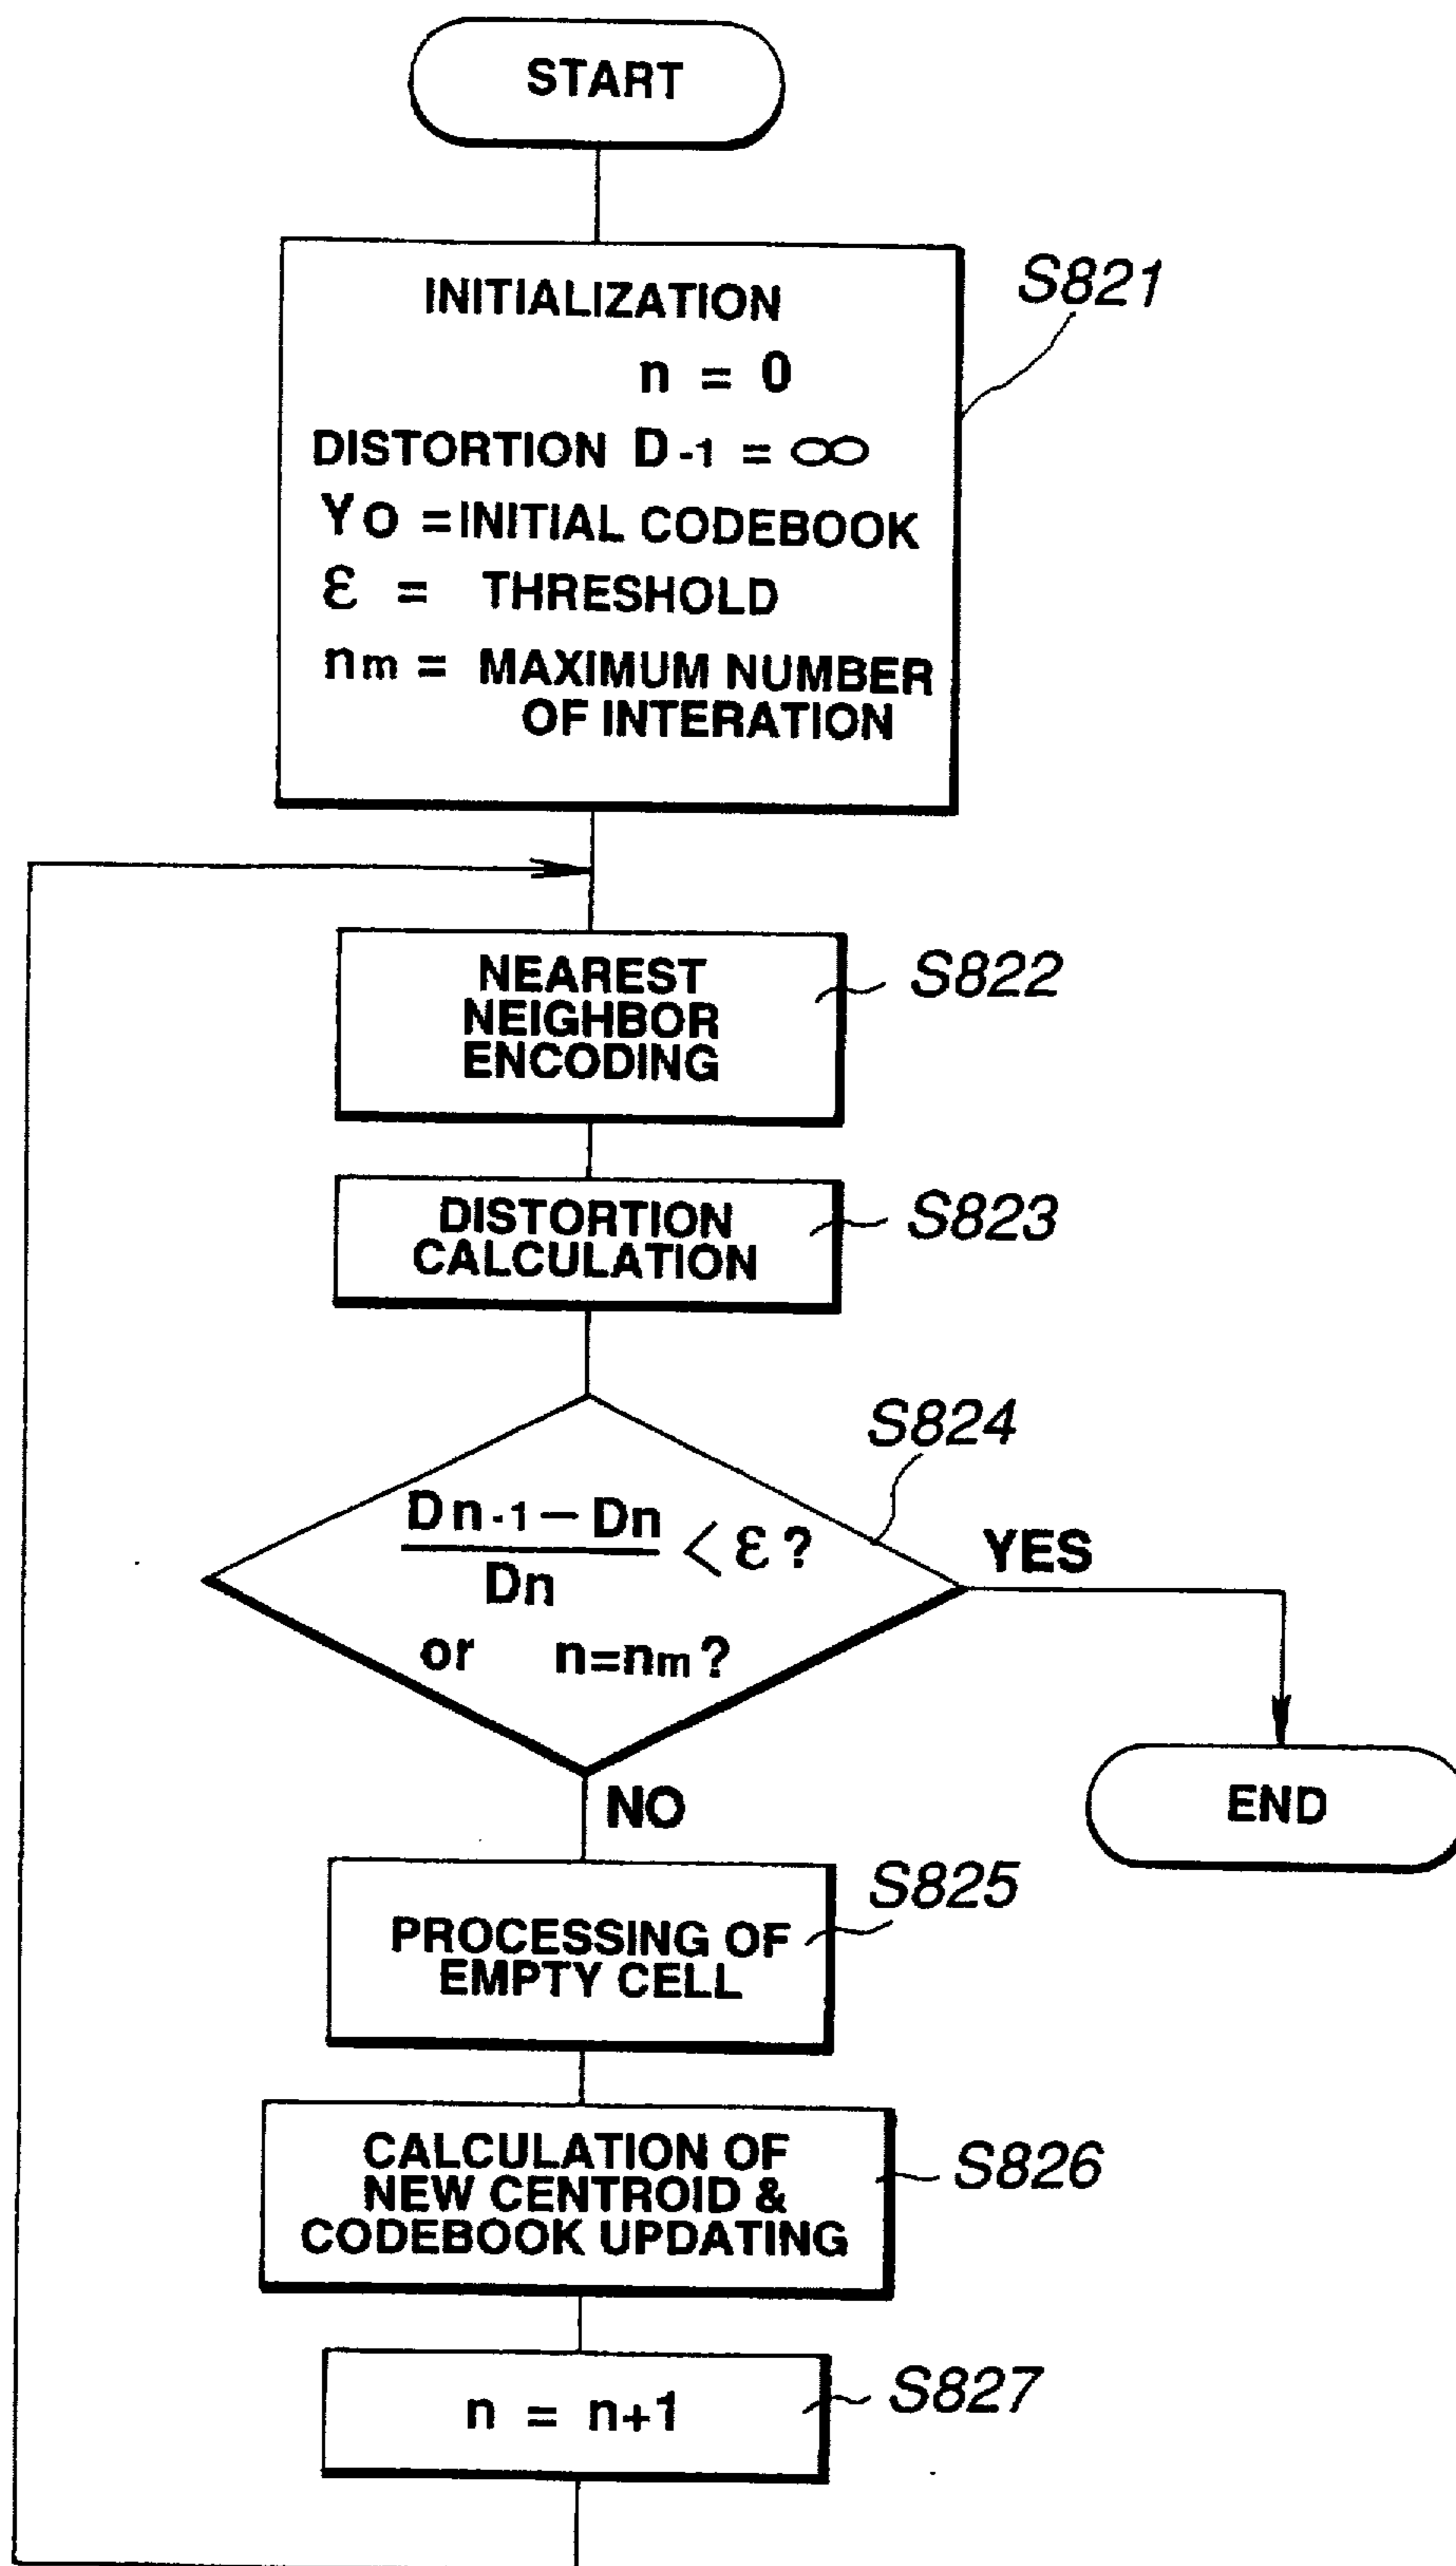 START
INITIALIZATION
n = 0
DISTORTION D-1 = ∞
Y0 = INITIAL CODEBOOK
ε = THRESHOLD
nm = MAXIMUM NUMBER
OF INTERATION
S821
NEAREST
NEIGHBOR
ENCODING
S822
DISTORTION
CALCULATION
S823
S824
Dn-1 − Dn
Dn
< ε ?
or n=nm?
YES
END
NO
PROCESSING OF
EMPTY CELL
S825
CALCULATION OF
NEW CENTROID &
CODEBOOK UPDATING
S826
n = n+1
S827